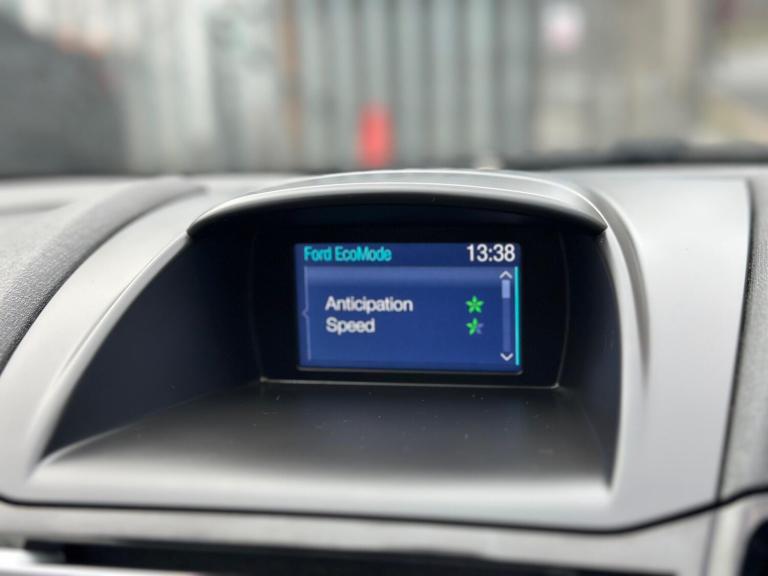 Ford EcoMode 13:38
Anticipation
Speed